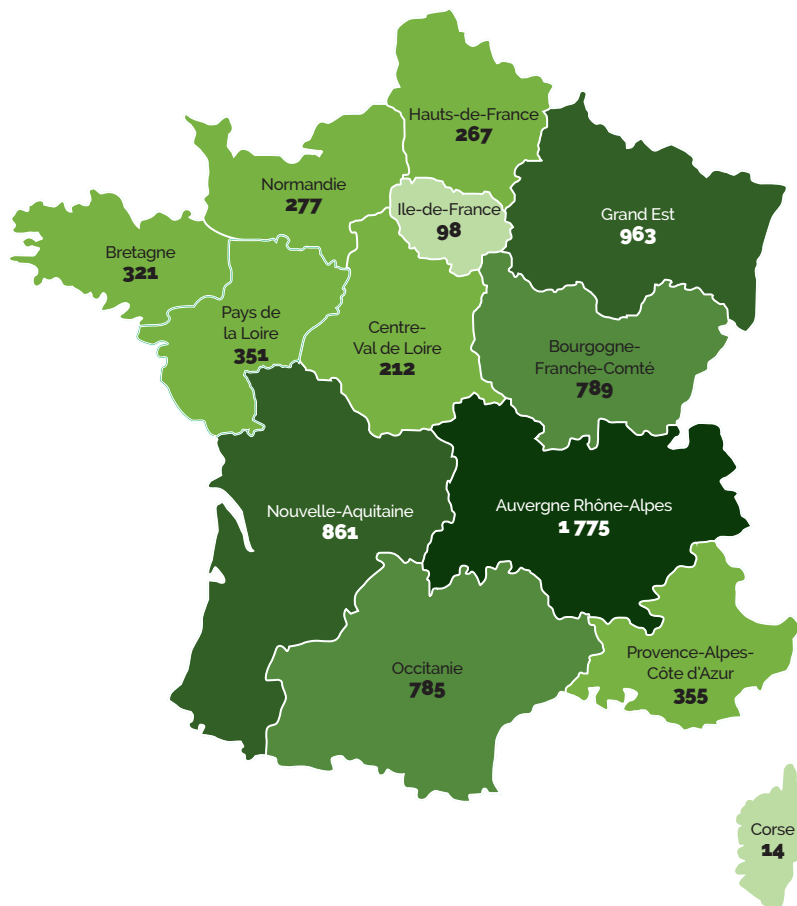 Hauts-de-France
267
Normandie
277
Ile-de-France
98
Grand Est
963
Bretagne
321
Pays de
la Loire
351
Centre-
Val de Loire
212
Bourgogne-
Franche-Comté
789
Nouvelle-Aquitaine
861
Auvergne Rhône-Alpes
1 775
Occitanie
785
Provence-Alpes-
Côte d'Azur
355
Corse
14